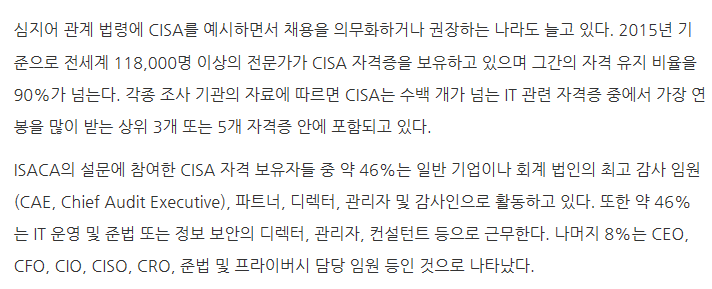 심지어 관계 법령에 CISA를 예시하면서 채용을 의무화하거나 권장하는 나라도 늘고 있다. 2015년 기
준으로 전세계 118,000명 이상의 전문가가 CISA 자격증을 보유하고 있으며 그간의 자격 유지 비율을
90%가 넘는다. 각종 조사 기관의 자료에 따르면 CISA는 수백 개가 넘는 IT 관련 자격증 중에서 가장 연
봉을 많이 받는 상위 3개 또는 5개 자격증 안에 포함되고 있다.
ISACA의 설문에 참여한 CISA 자격 보유자들 중 약 46%는 일반 기업이나 회계 법인의 최고 감사 임원
(CAE, Chief Audit Executive), 파트너, 디렉터, 관리자 및 감사인으로 활동하고 있다. 또한 약 46%
는 IT 운영 및 준법 또는 정보 보안의 디렉터, 관리자, 컨설턴트 등으로 근무한다. 나머지 8%는 CEO,
CFO, CIO, CISO, CRO, 준법 및 프라이버시 담당 임원 등인 것으로 나타났다.